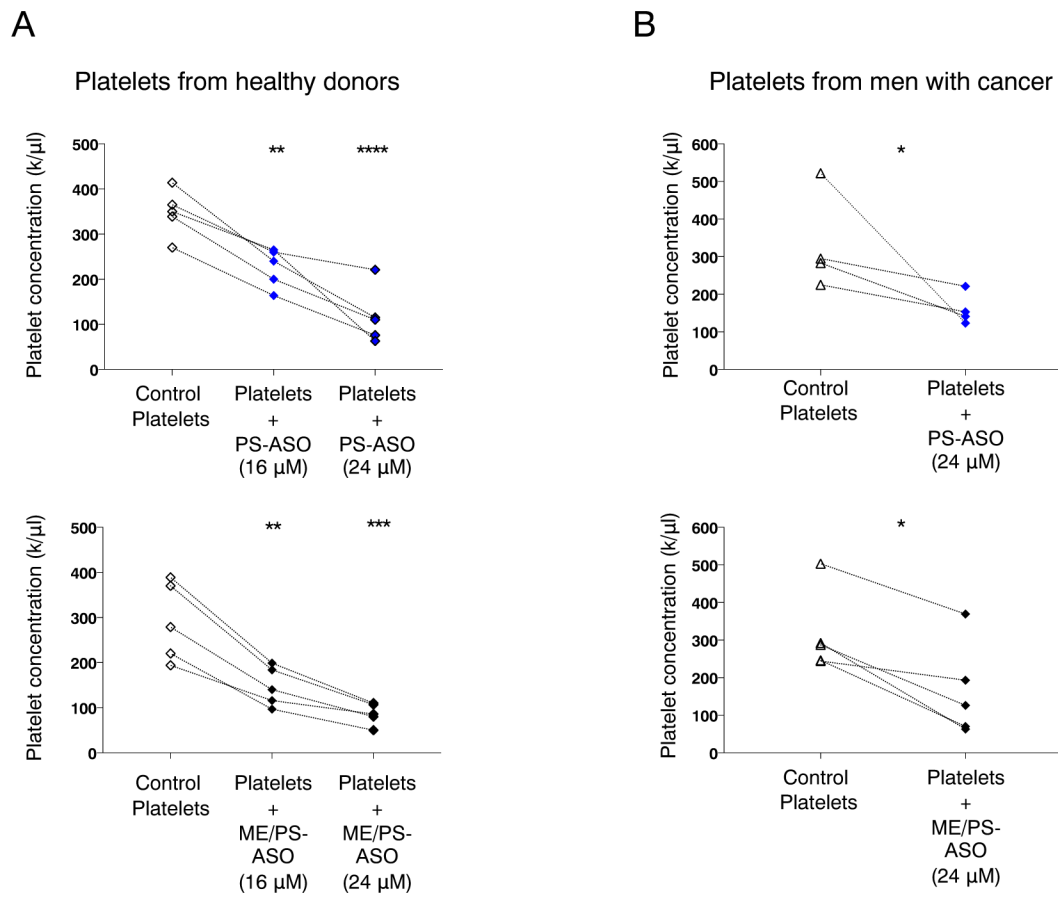 A
Platelets from healthy donors
Platelet concentration (k/µl)
500
400
300
200
100
0
**
****
Control
Platelets
Platelets
+
PS-ASO
(16 µM)
Platelets
+
PS-ASO
(24 µM)
Platelet concentration (k/µl)
500
400
300
200
100
0
**
***
Control
Platelets
Platelets
+
ME/PS-
ASO
(16 µM)
Platelets
+
ME/PS-
ASO
(24 µM)
B
Platelets from men with cancer
Platelet concentration (k/µl)
600
500
400
300
200
100
0
*
Control
Platelets
Platelets
+
PS-ASO
(24 µM)
Platelet concentration (k/µl)
600
500
400
300
200
100
0
*
Control
Platelets
Platelets
+
ME/PS-
ASO
(24 µM)